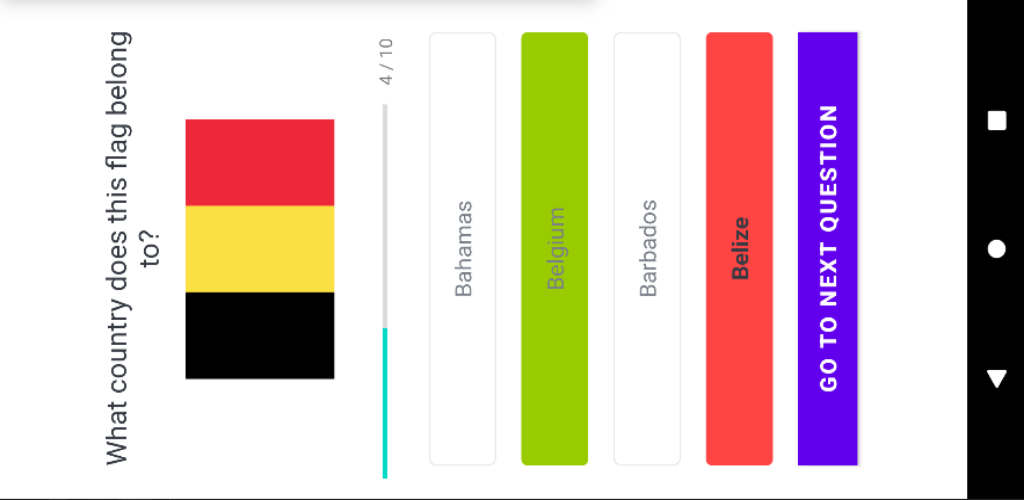 What country does this flag belong
to?
4 / 10
Bahamas
Belgium
Barbados
Belize
GO TO NEXT QUESTION